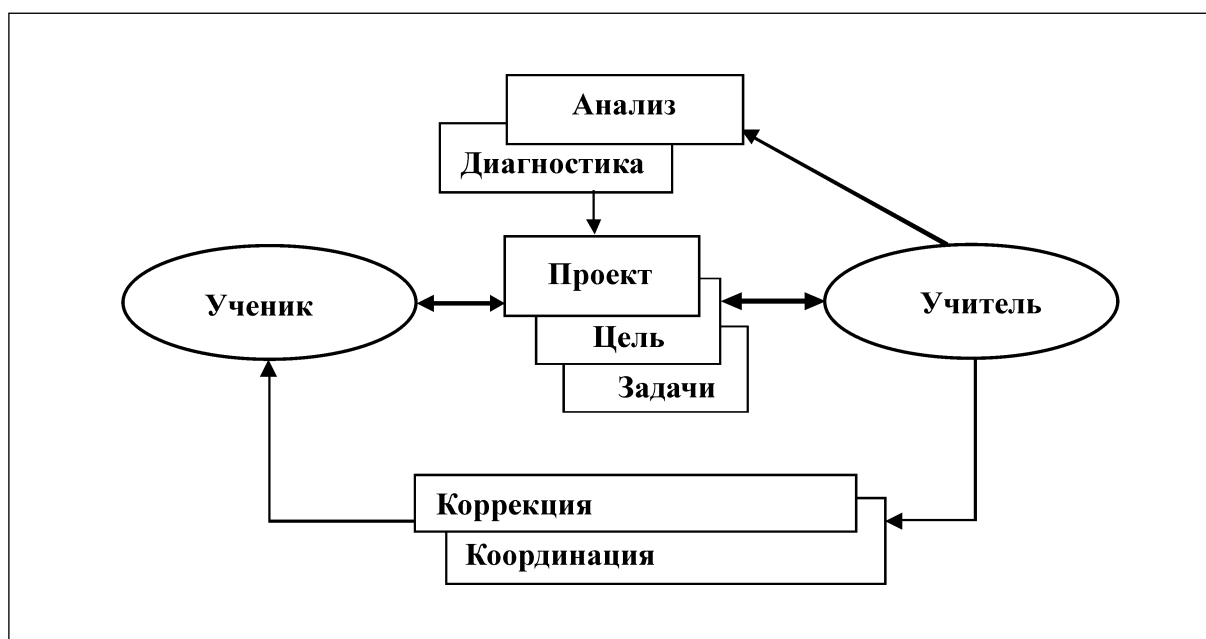 Анализ
Диагностика
Проект
Ученик
Учитель
Цель
Задачи
Коррекция
Координация